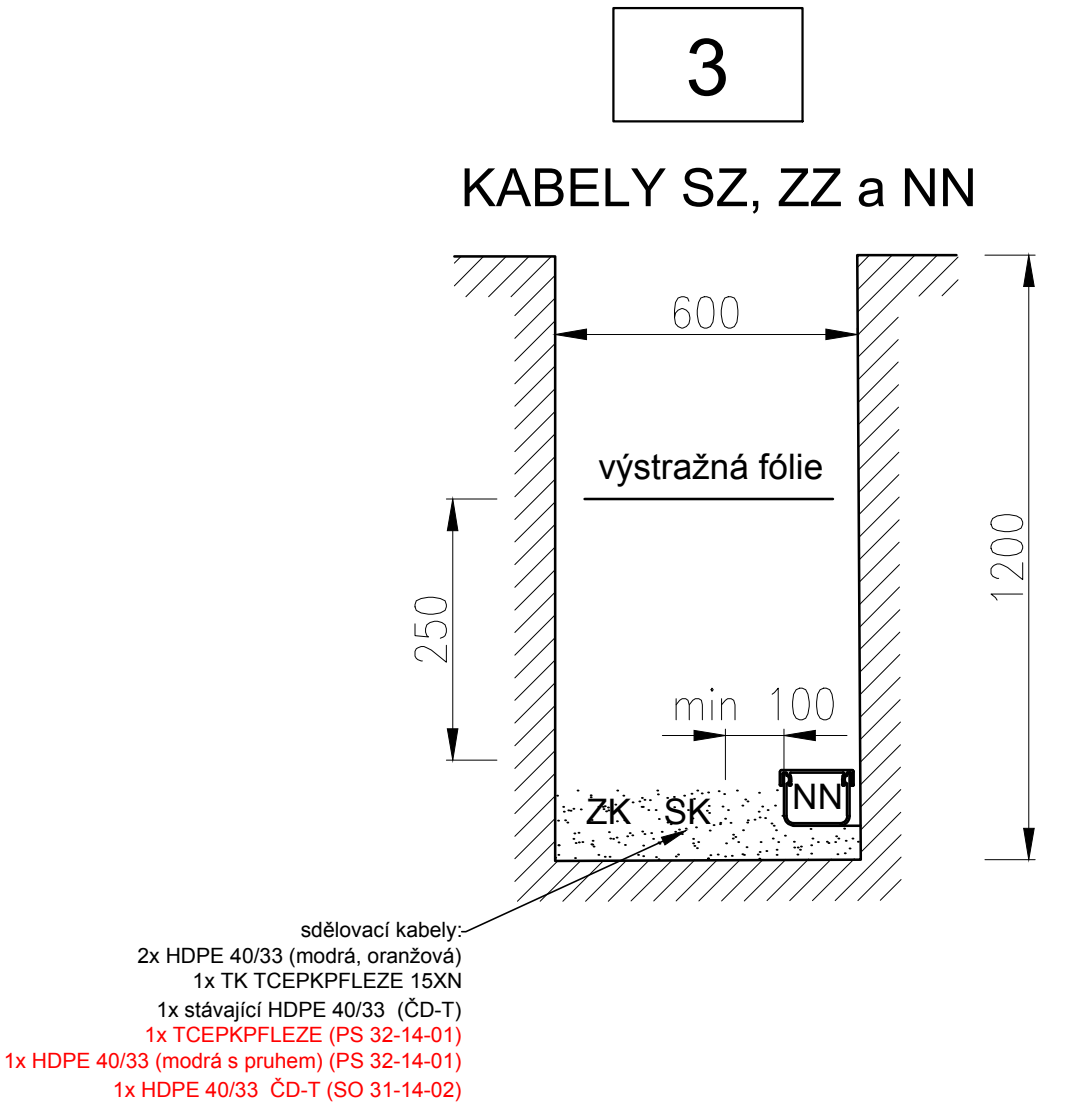 3
KABELY SZ, ZZ a NN
600
výstražná fólie
250
1200
min 100
ZK SK NN
sdělovací kabely:
2x HDPE 40/33 (modrá, oranžová)
1x TK TCEPKPFLEZE 15XN
1x stávající HDPE 40/33 (ČD-T)
1x TCEPKPFLEZE (PS 32-14-01)
1x HDPE 40/33 (modrá s pruhem) (PS 32-14-01)
1x HDPE 40/33 ČD-T (SO 31-14-02)